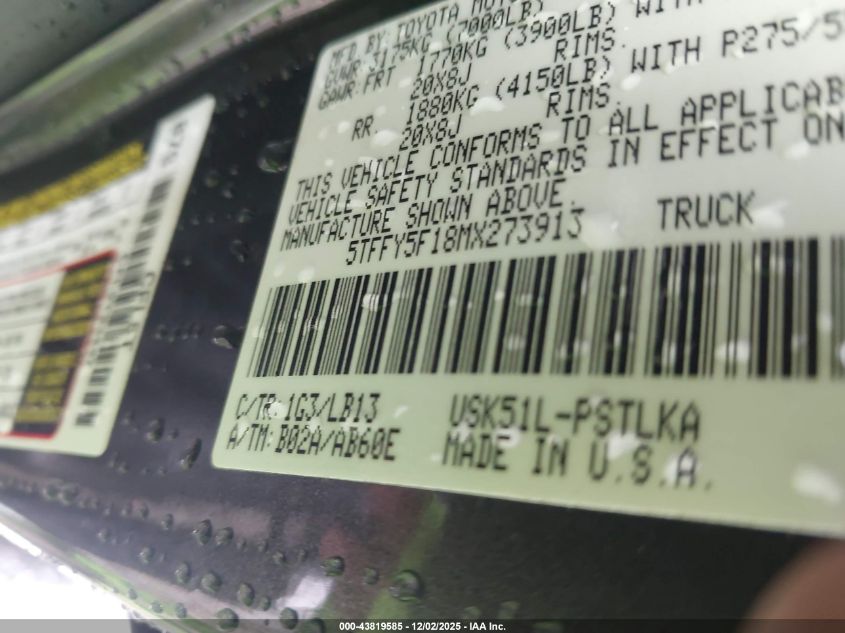 MFD BY: TOYOTA MOTO
GVWR: 3175KG (7000LB)
GAWR: FRT 1770KG (3900LB) WITH
20X8J RIMS.
RR. 1880KG (4150LB) WITH P275/5
20X8J RIMS.
THIS VEHICLE CONFORMS TO ALL APPLICAB
VEHICLE SAFETY STANDARDS IN EFFECT ON
MANUFACTURE SHOWN ABOVE.
5TFFY5F18MX273913 TRUCK
C/TR: 1G3/LB13 USK51L-PSTLKA
A/TM: B02A/AB60E MADE IN U.S.A.
000-43819585 - 12/02/2025 - IAA Inc.